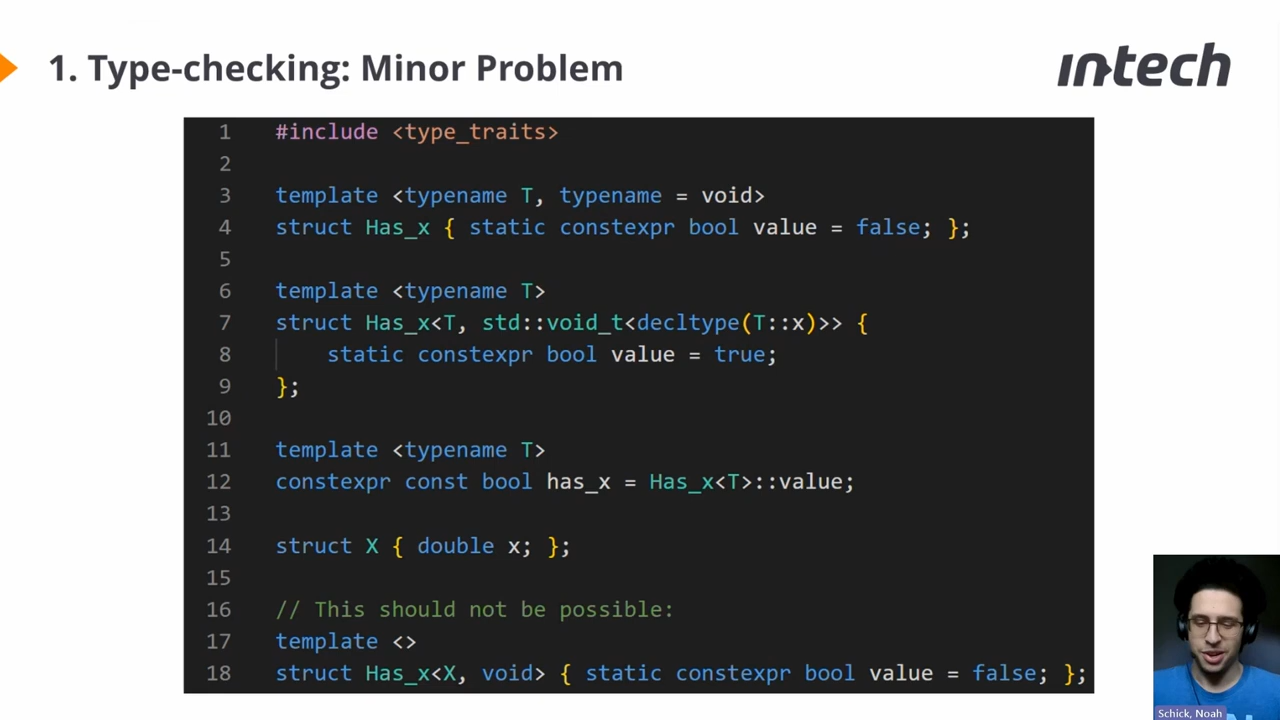 1. Type-checking: Minor Problem
intech
1 #include <type_traits>
2
3 template <typename T, typename = void>
4 struct Has_x { static constexpr bool value = false; };
5
6 template <typename T>
7 struct Has_x<T, std::void_t<decltype(T::x)>> {
8     static constexpr bool value = true;
9 };
10
11 template <typename T>
12 constexpr const bool has_x = Has_x<T>::value;
13
14 struct X { double x; };
15
16 // This should not be possible:
17 template <>
18 struct Has_x<X, void> { static constexpr bool value = false; };
Schick, Noah